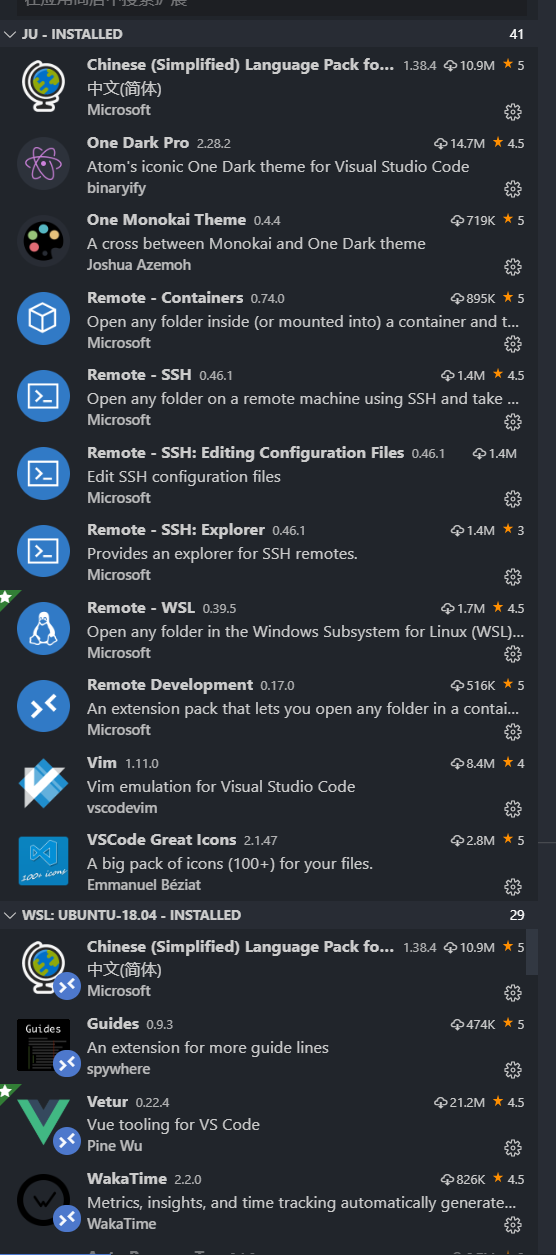 在应用商店中搜索扩展
JU - INSTALLED 41
Chinese (Simplified) Language Pack fo... 1.38.4 10.9M 5
中文(简体)
Microsoft
One Dark Pro 2.28.2 14.7M 4.5
Atom's iconic One Dark theme for Visual Studio Code
binaryify
One Monokai Theme 0.4.4 719K 5
A cross between Monokai and One Dark theme
Joshua Azemoh
Remote - Containers 0.74.0 895K 5
Open any folder inside (or mounted into) a container and t...
Microsoft
Remote - SSH 0.46.1 1.4M 4.5
Open any folder on a remote machine using SSH and take ...
Microsoft
Remote - SSH: Editing Configuration Files 0.46.1 1.4M
Edit SSH configuration files
Microsoft
Remote - SSH: Explorer 0.46.1 1.4M 3
Provides an explorer for SSH remotes.
Microsoft
Remote - WSL 0.39.5 1.7M 4.5
Open any folder in the Windows Subsystem for Linux (WSL)...
Microsoft
Remote Development 0.17.0 516K 5
An extension pack that lets you open any folder in a contai...
Microsoft
Vim 1.11.0 8.4M 4
Vim emulation for Visual Studio Code
vscodevim
VSCode Great Icons 2.1.47 2.8M 5
100+ icons
A big pack of icons (100+) for your files.
Emmanuel Béziat
WSL: UBUNTU-18.04 - INSTALLED 29
Chinese (Simplified) Language Pack fo... 1.38.4 10.9M 5
中文(简体)
Microsoft
Guides
Guides 0.9.3 474K 5
An extension for more guide lines
spywhere
Vetur 0.22.4 21.2M 4.5
Vue tooling for VS Code
Pine Wu
WakaTime 2.2.0 826K 4.5
Metrics, insights, and time tracking automatically generate...
WakaTime